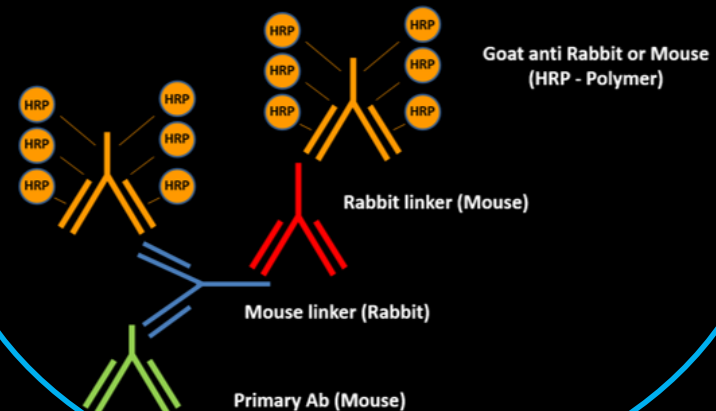 HRP
HRP
HRP
HRP
HRP
HRP
Goat anti Rabbit or Mouse
(HRP - Polymer)
HRP
HRP
HRP
HRP
HRP
HRP
Rabbit linker (Mouse)
Mouse linker (Rabbit)
Primary Ab (Mouse)